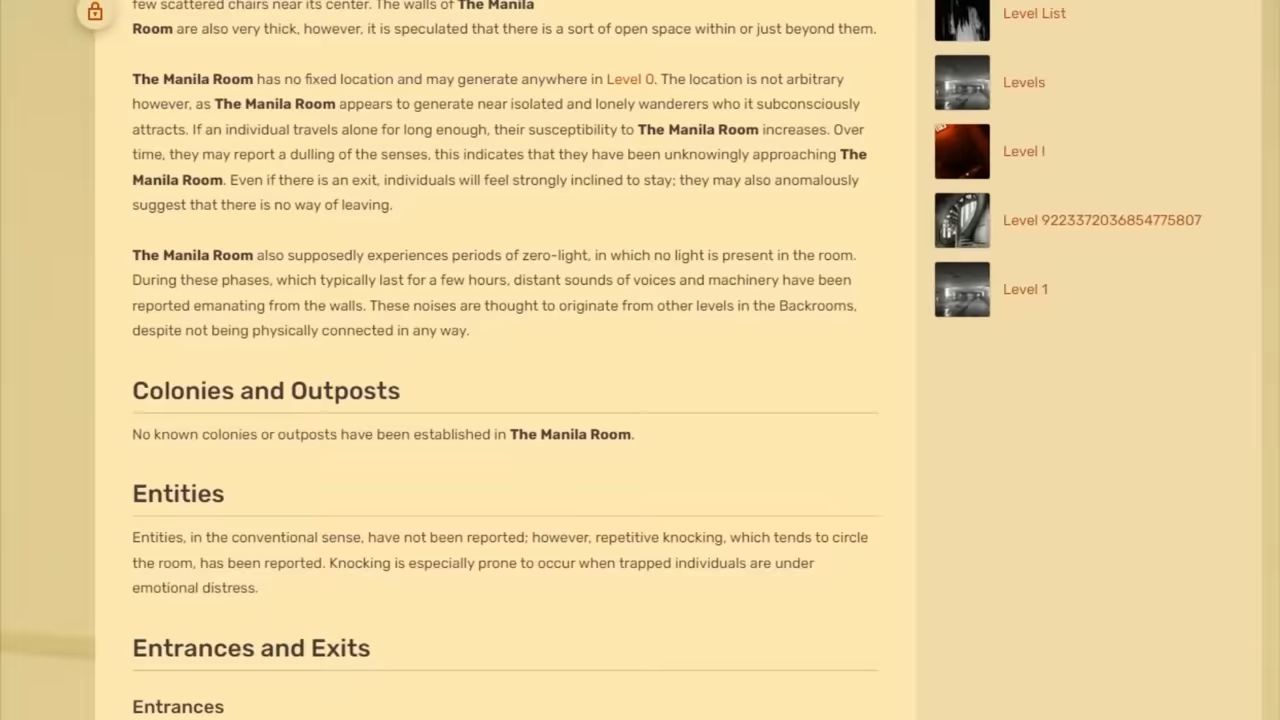 few scattered chairs near its center. The walls of The Manila
Room are also very thick, however, it is speculated that there is a sort of open space within or just beyond them.
The Manila Room has no fixed location and may generate anywhere in Level 0. The location is not arbitrary
however, as The Manila Room appears to generate near isolated and lonely wanderers who it subconsciously
attracts. If an individual travels alone for long enough, their susceptibility to The Manila Room increases. Over
time, they may report a dulling of the senses, this indicates that they have been unknowingly approaching The
Manila Room. Even if there is an exit, individuals will feel strongly inclined to stay; they may also anomalously
suggest that there is no way of leaving.
The Manila Room also supposedly experiences periods of zero-light, in which no light is present in the room.
During these phases, which typically last for a few hours, distant sounds of voices and machinery have been
reported emanating from the walls. These noises are thought to originate from other levels in the Backrooms,
despite not being physically connected in any way.
Colonies and Outposts
No known colonies or outposts have been established in The Manila Room.
Entities
Entities, in the conventional sense, have not been reported; however, repetitive knocking, which tends to circle
the room, has been reported. Knocking is especially prone to occur when trapped individuals are under
emotional distress.
Entrances and Exits
Entrances
Level List
Levels
Level !
Level 9223372036854775807
Level 1